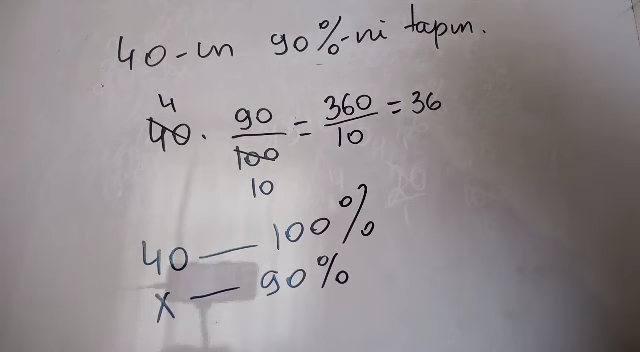 40-ın 90%-ni tapın.
4
40 · 90/100 = 360/10 = 36
10
40 — 100%
x — 90%